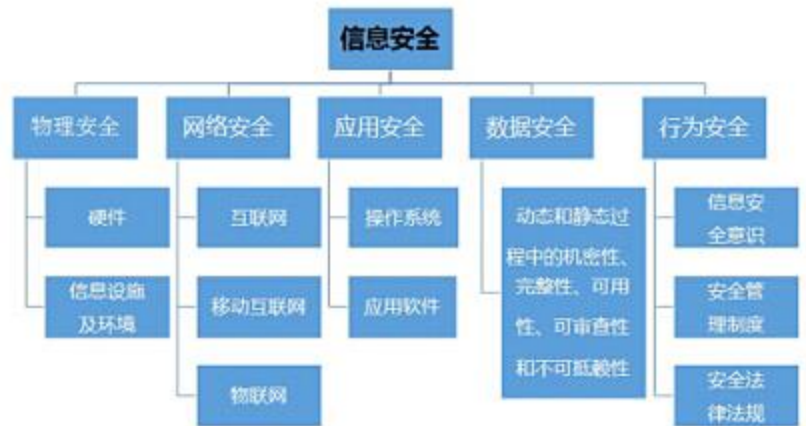 信息安全
物理安全
网络安全
应用安全
数据安全
行为安全
硬件
信息设施
及环境
互联网
移动互联网
物联网
操作系统
应用软件
动态和静态过
程中的机密性、
完整性、可用
性、可审查性
和不可抵赖性
信息安
全意识
安全管
理制度
安全法
律法规